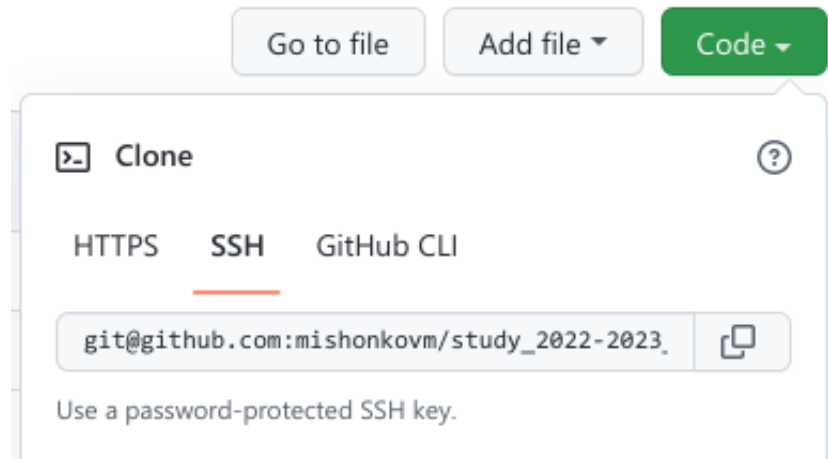 Go to file Add file Code
Clone
HTTPS SSH GitHub CLI
git@github.com:mishonkovm/study_2022-2023_
Use a password-protected SSH key.